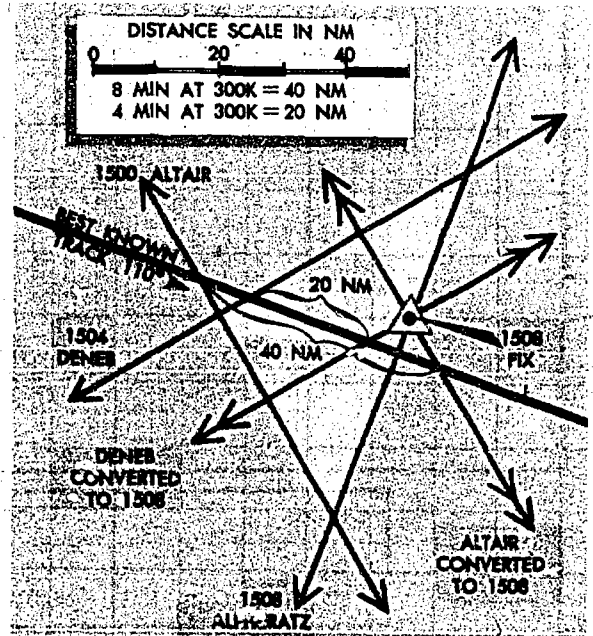 DISTANCE SCALE IN NM
0 20 40
8 MIN AT 300K = 40 NM
4 MIN AT 300K = 20 NM
1500 ALTAIR
BEST KNOWN
TRACK 110°
20 NM
1504
DENEB
40 NM
1508
FIX
DENEB
CONVERTED
TO 1508
ALTAIR
CONVERTED
TO 1508
1508